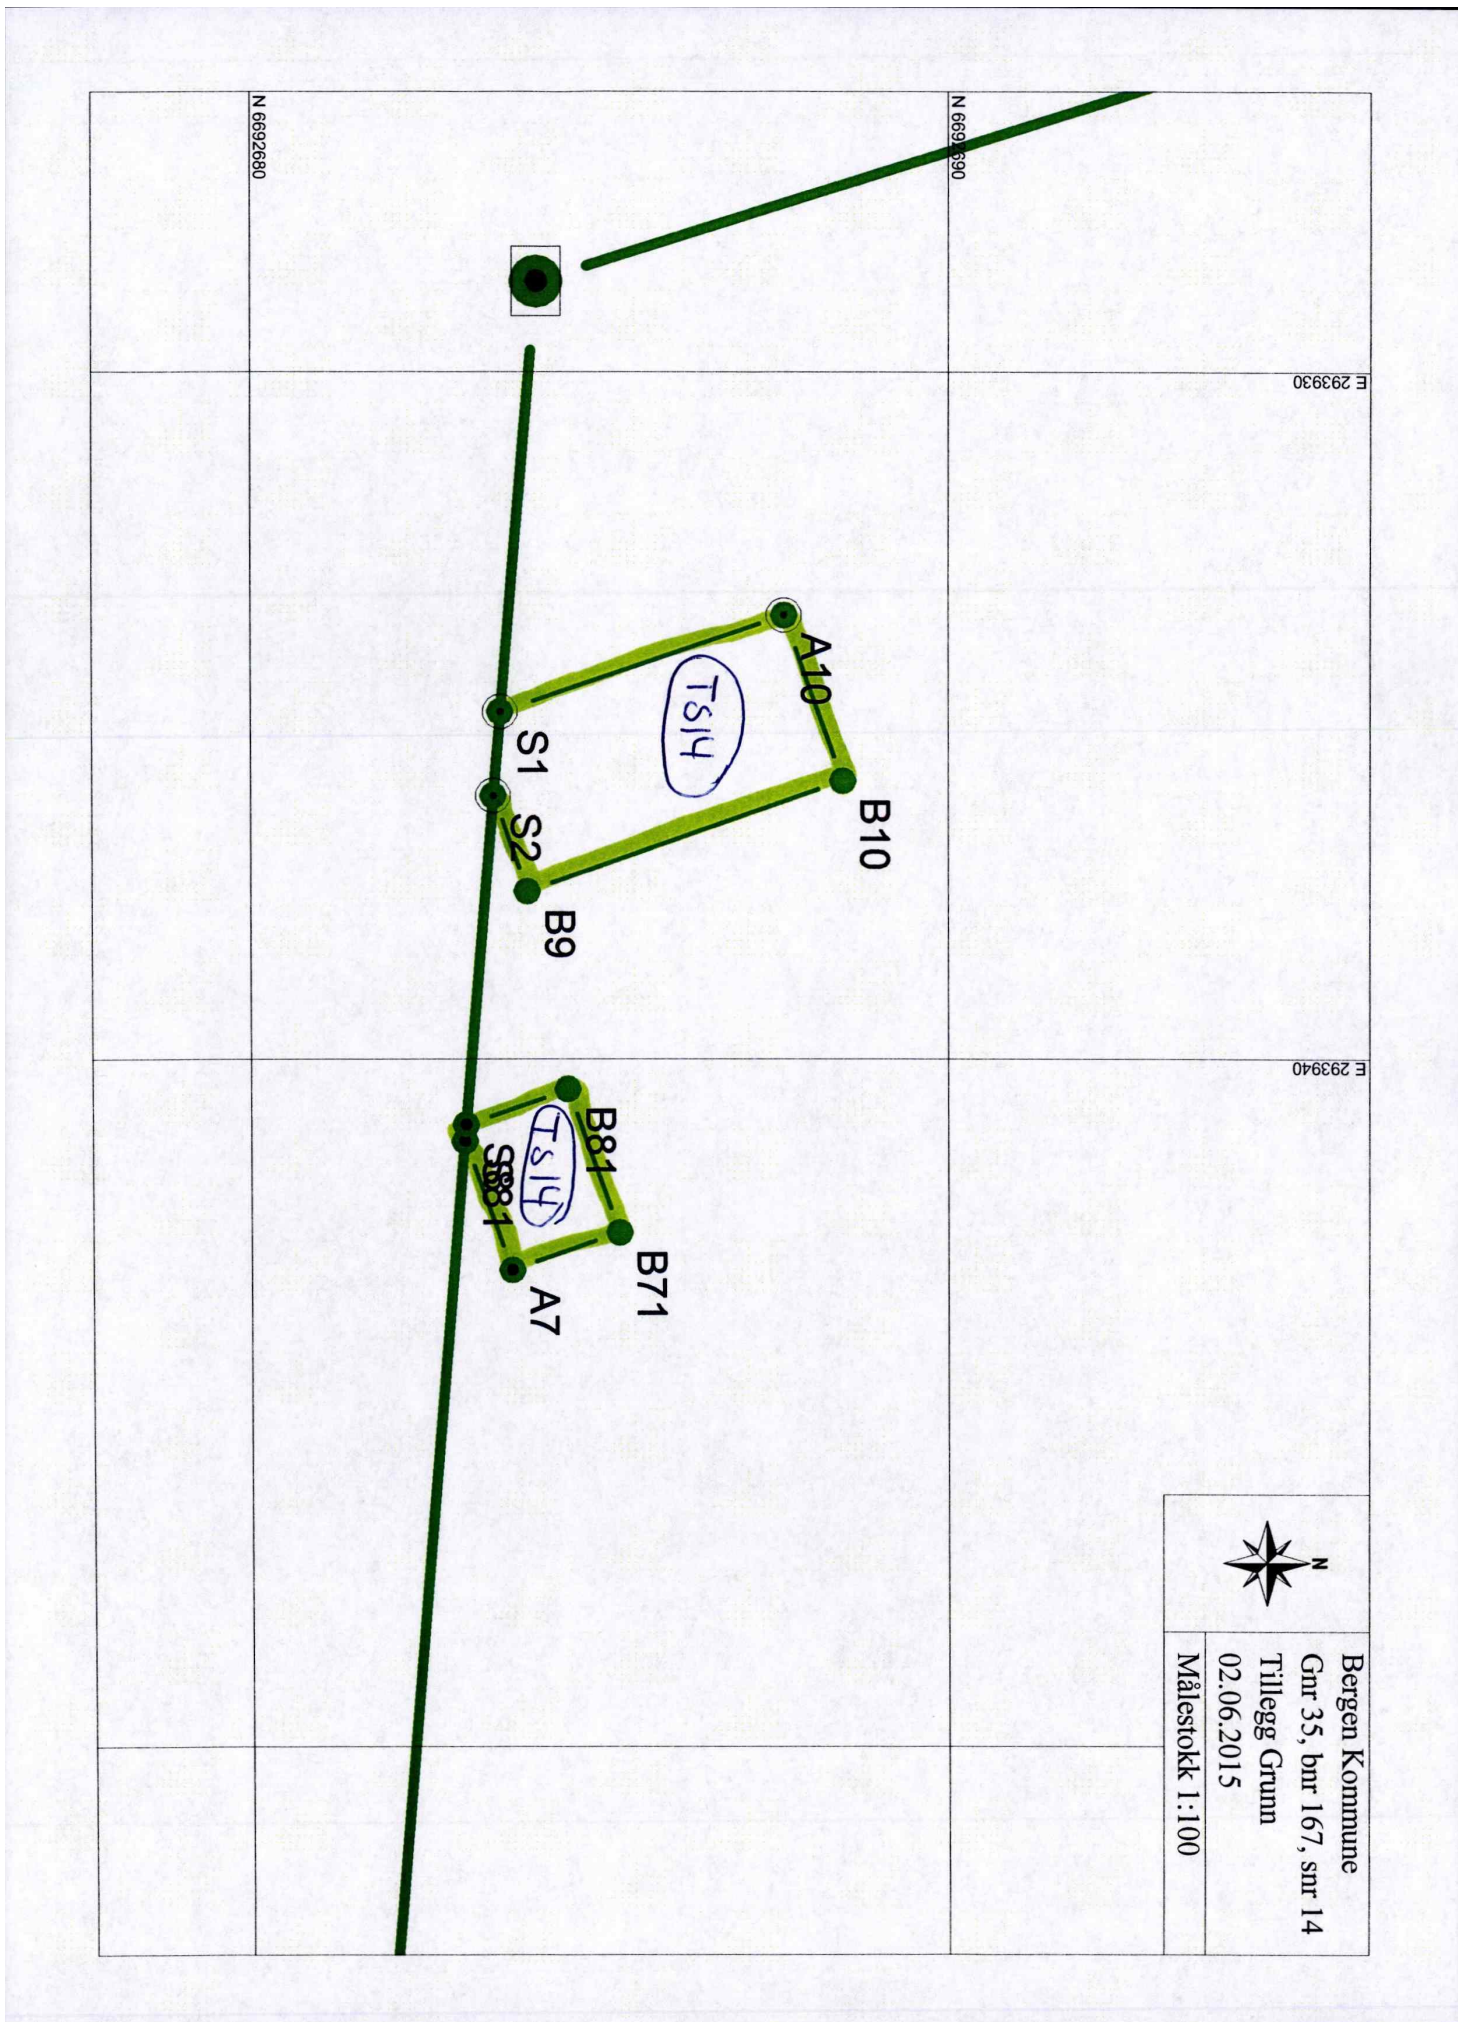 Bergen Kommune
Gnr 35, bnr 167, snr 14
Tillegg Grunn
02.06.2015
Målestokk 1:100
N
N 6692690
N 6692680
E 293930
E 293940
A10
B10
TS14
S1
S2
B9
B81
TS14
B71
A7